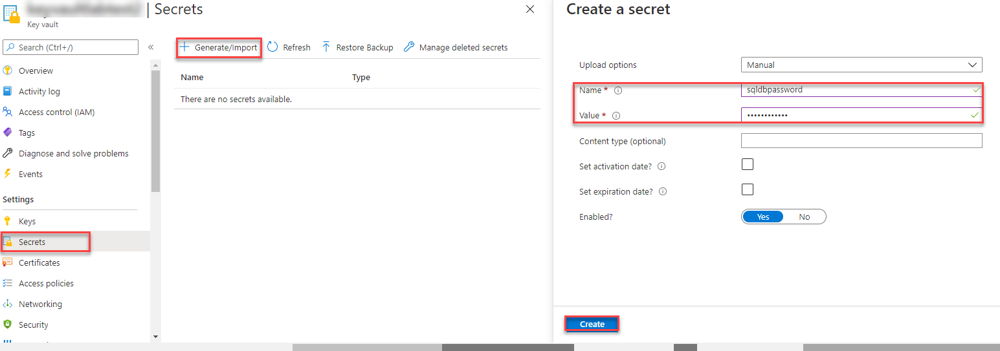 | Secrets
Key vault
Search (Ctrl+/)
«
Overview
Activity log
Access control (IAM)
Tags
Diagnose and solve problems
Events
Settings
Keys
Secrets
Certificates
Access policies
Networking
Security
Generate/Import
Refresh
Restore Backup
Manage deleted secrets
Name
Type
There are no secrets available.
Create a secret
Upload options
Manual
Name *
sqldbpassword
Value *
••••••••••••
Content type (optional)
Set activation date?
Set expiration date?
Enabled?
Yes
No
Create